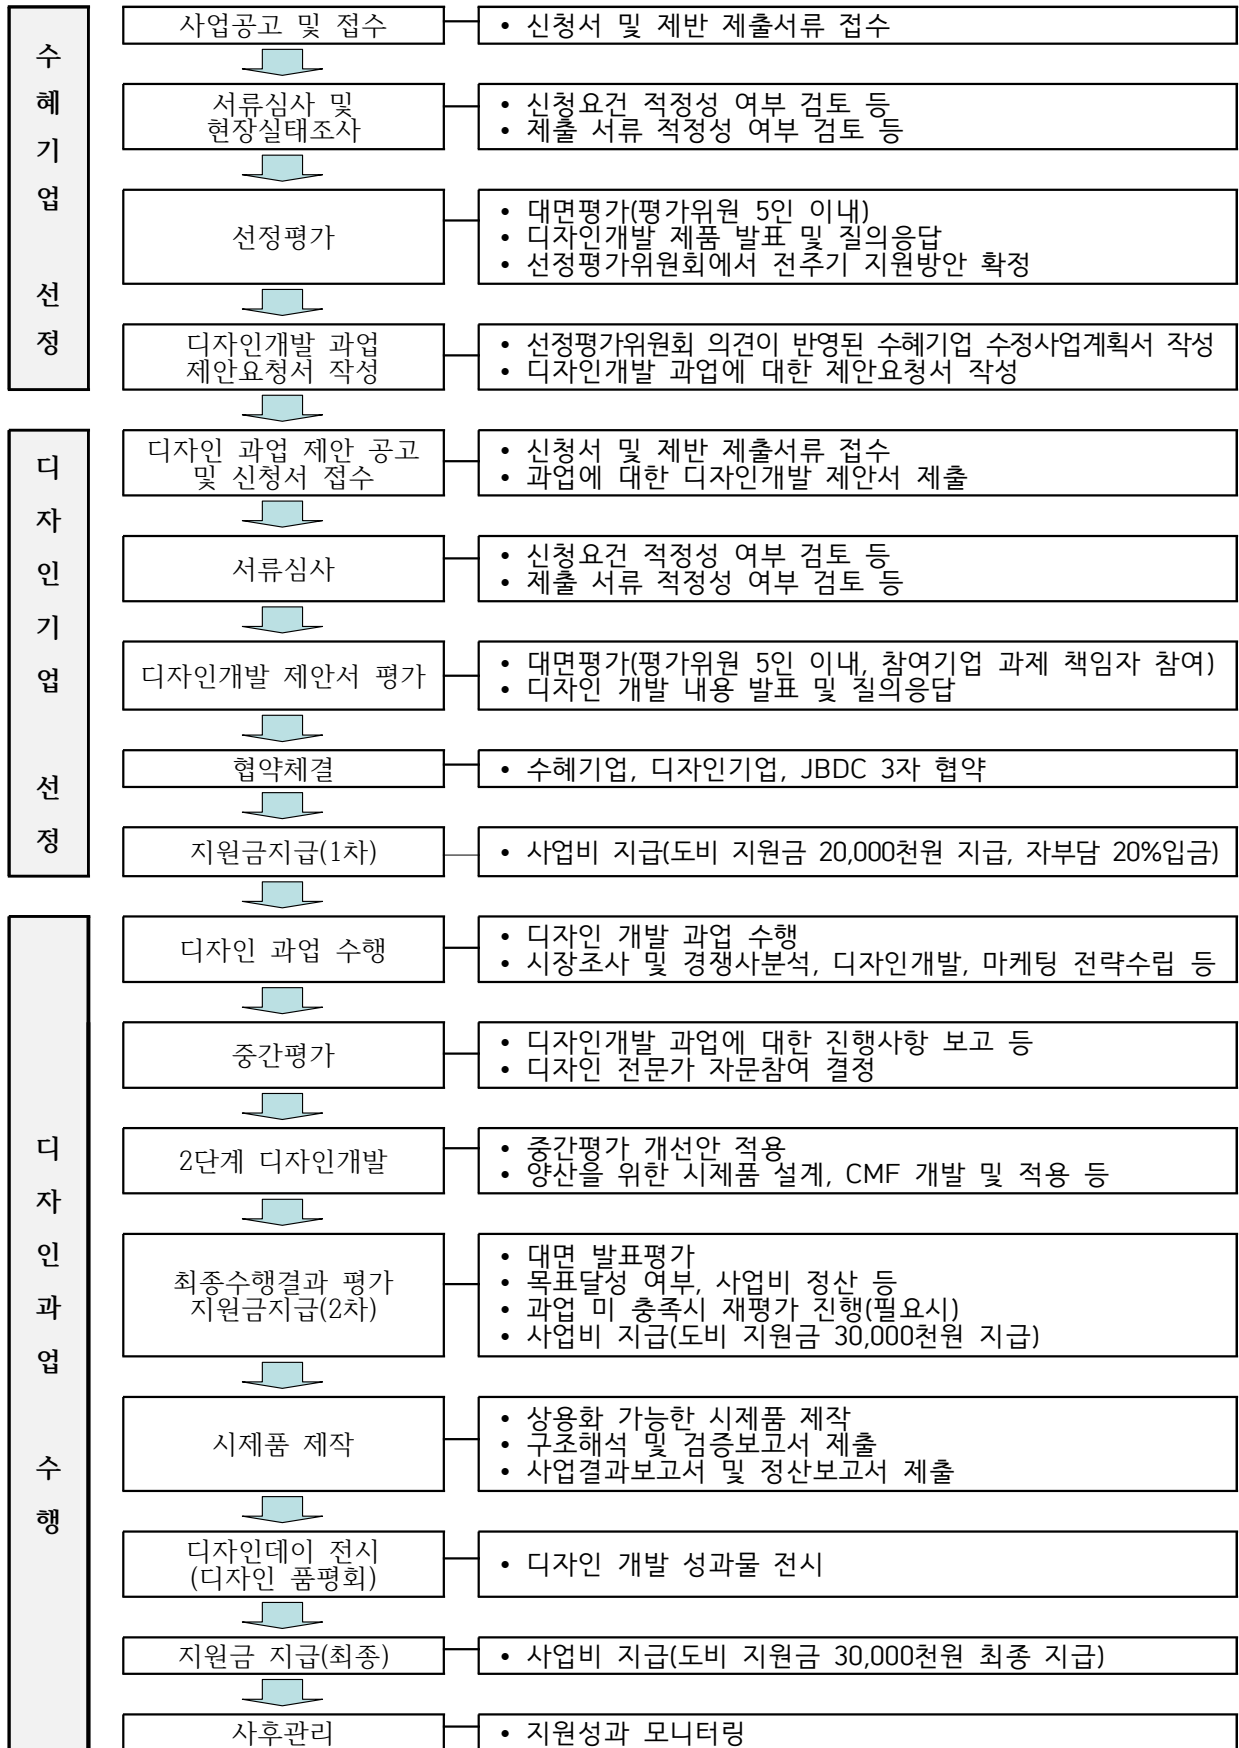 수혜기업 선정
사업공고 및 접수
• 신청서 및 제반 제출서류 접수
서류심사 및
현장실태조사
• 신청요건 적정성 여부 검토 등
• 제출 서류 적정성 여부 검토 등
선정평가
• 대면평가(평가위원 5인 이내)
• 디자인개발 제품 발표 및 질의응답
• 선정평가위원회에서 전주기 지원방안 확정
디자인개발 과업
제안요청서 작성
• 선정평가위원회 의견이 반영된 수혜기업 수정사업계획서 작성
• 디자인개발 과업에 대한 제안요청서 작성
디자인기업 선정
디자인 과업 제안 공고
및 신청서 접수
• 신청서 및 제반 제출서류 접수
• 과업에 대한 디자인개발 제안서 제출
서류심사
• 신청요건 적정성 여부 검토 등
• 제출 서류 적정성 여부 검토 등
디자인개발 제안서 평가
• 대면평가(평가위원 5인 이내, 참여기업 과제 책임자 참여)
• 디자인 개발 내용 발표 및 질의응답
협약체결
• 수혜기업, 디자인기업, JBDC 3자 협약
지원금지급(1차)
• 사업비 지급(도비 지원금 20,000천원 지급, 자부담 20%입금)
디자인과업 수행
디자인 과업 수행
• 디자인 개발 과업 수행
• 시장조사 및 경쟁사분석, 디자인개발, 마케팅 전략수립 등
중간평가
• 디자인개발 과업에 대한 진행사항 보고 등
• 디자인 전문가 자문참여 결정
2단계 디자인개발
• 중간평가 개선안 적용
• 양산을 위한 시제품 설계, CMF 개발 및 적용 등
최종수행결과 평가
지원금지급(2차)
• 대면 발표평가
• 목표달성 여부, 사업비 정산 등
• 과업 미 충족시 재평가 진행(필요시)
• 사업비 지급(도비 지원금 30,000천원 지급)
시제품 제작
• 상용화 가능한 시제품 제작
• 구조해석 및 검증보고서 제출
• 사업결과보고서 및 정산보고서 제출
디자인데이 전시
(디자인 품평회)
• 디자인 개발 성과물 전시
지원금 지급(최종)
• 사업비 지급(도비 지원금 30,000천원 최종 지급)
사후관리
• 지원성과 모니터링